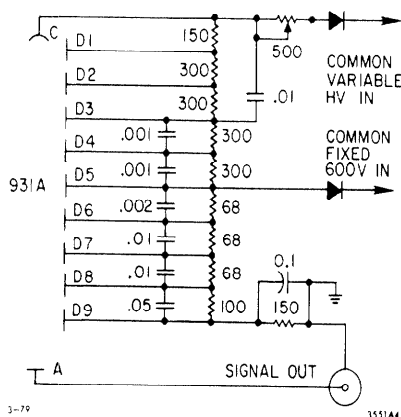 C
150
500
D1
300
COMMON
VARIABLE
HV IN
D2
300
.01
D3
.001
300
COMMON
FIXED
600V IN
D4
.001
300
D5
931A
.002
68
D6
.01
68
D7
.01
68
0.1
D8
.05
100
150
D9
A
SIGNAL OUT
3-79
3551A4